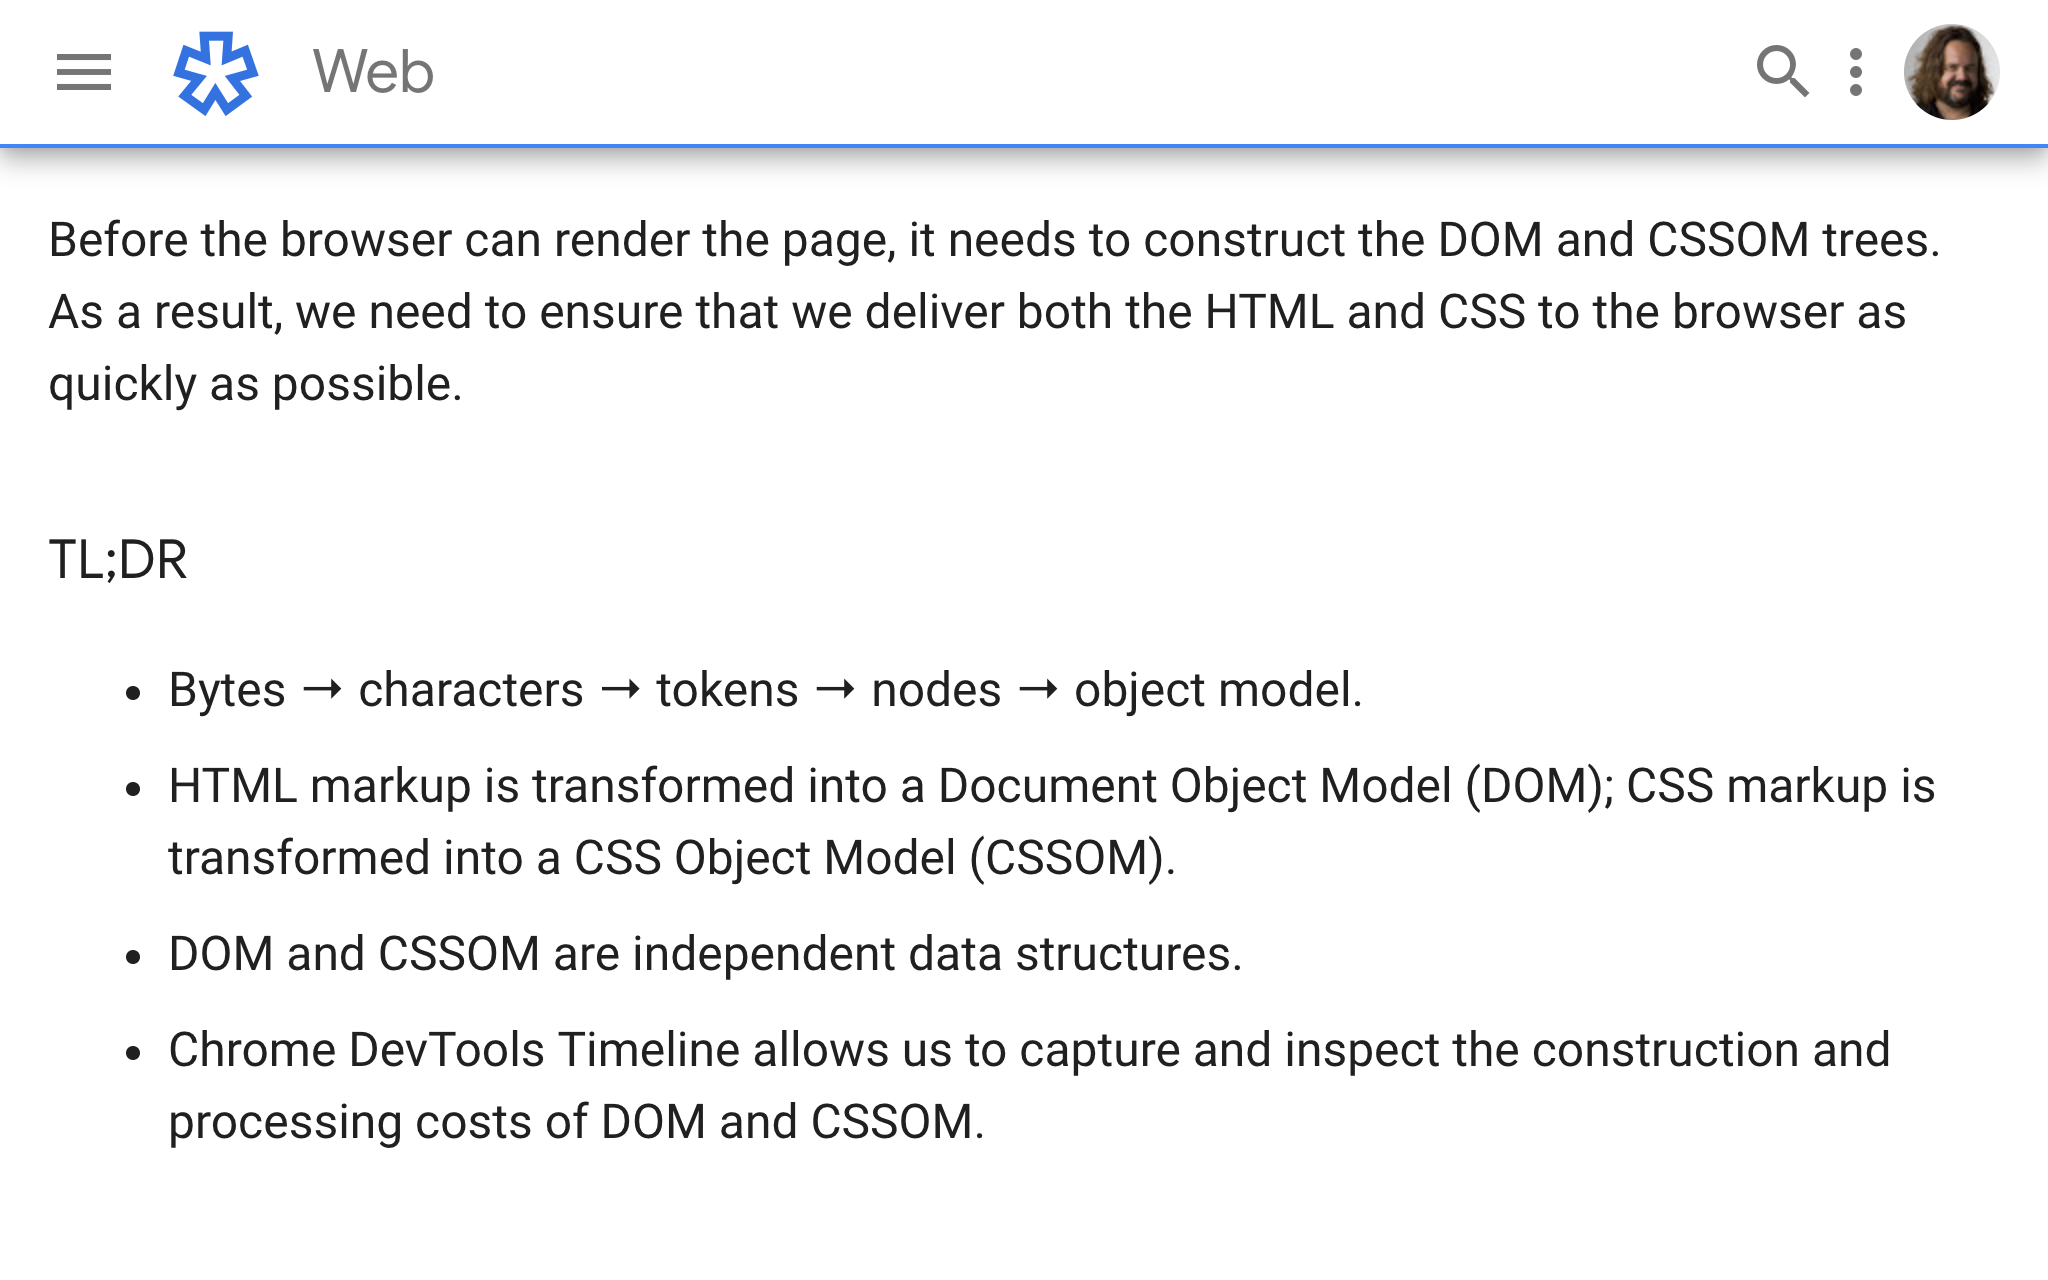 Web
Before the browser can render the page, it needs to construct the DOM and CSSOM trees.
As a result, we need to ensure that we deliver both the HTML and CSS to the browser as
quickly as possible.
TL;DR
• Bytes → characters → tokens → nodes → object model.
• HTML markup is transformed into a Document Object Model (DOM); CSS markup is
transformed into a CSS Object Model (CSSOM).
• DOM and CSSOM are independent data structures.
• Chrome DevTools Timeline allows us to capture and inspect the construction and
processing costs of DOM and CSSOM.